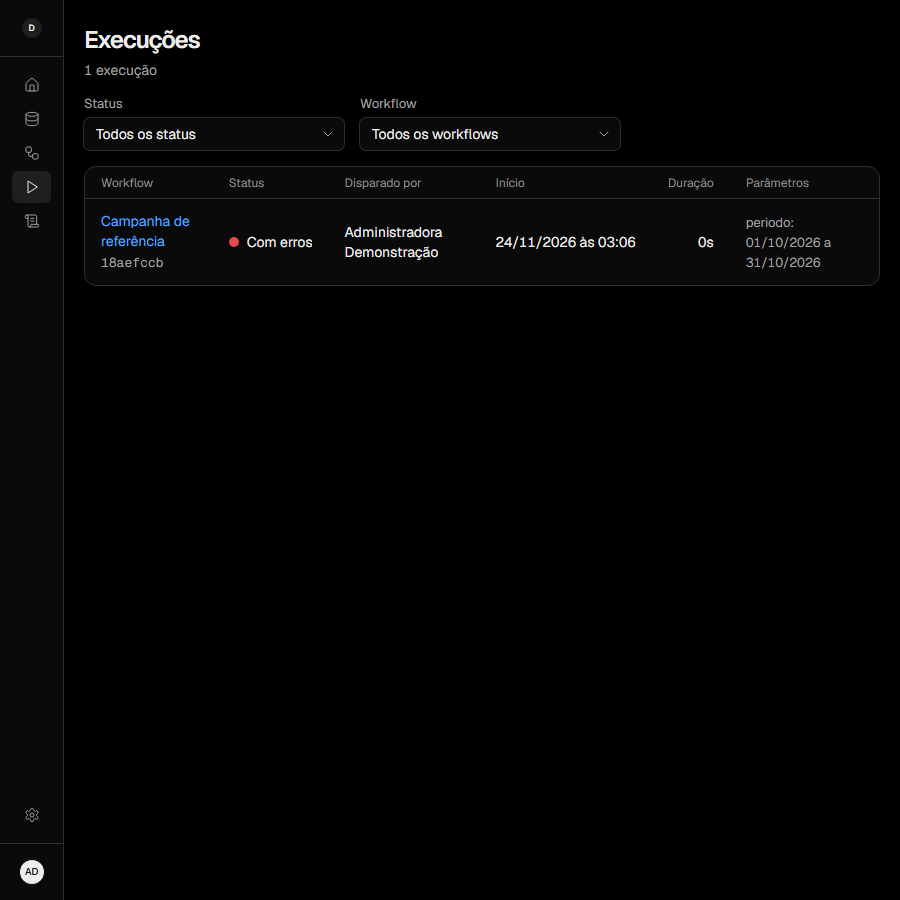 D
Execuções
1 execução
Status
Workflow
Todos os status
Todos os workflows
Workflow
Status
Disparado por
Início
Duração
Parâmetros
Campanha de
referência
18aefccb
Com erros
Administradora
Demonstração
24/11/2026 às 03:06
0s
periodo:
01/10/2026 a
31/10/2026
AD